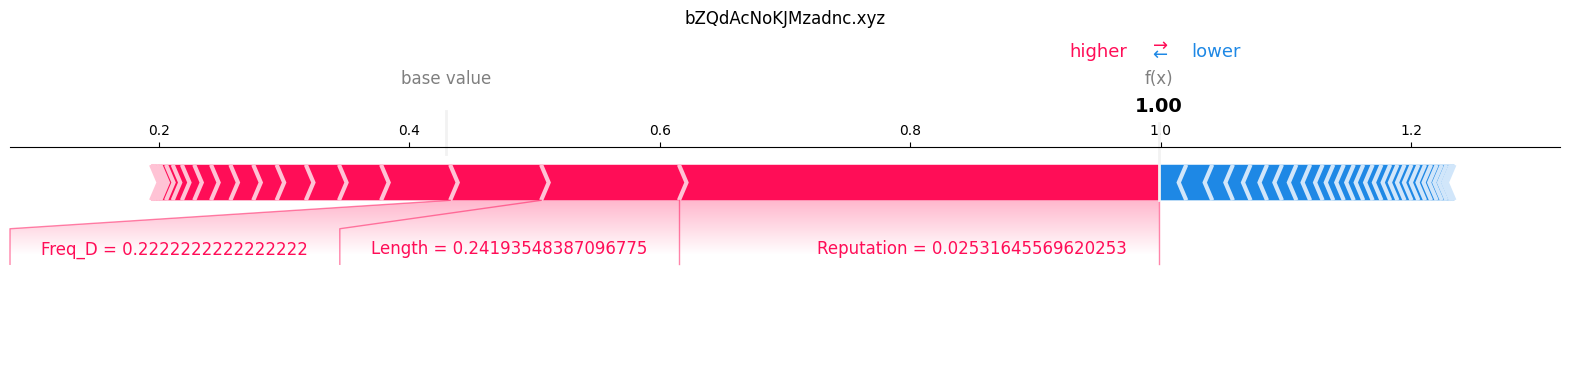 bZQdAcNoKJMzadnc.xyz
higher ⇄ lower
base value f(x)
1.00
0.2 0.4 0.6 0.8 1.0 1.2
Freq_D = 0.2222222222222222 Length = 0.24193548387096775 Reputation = 0.02531645569620253